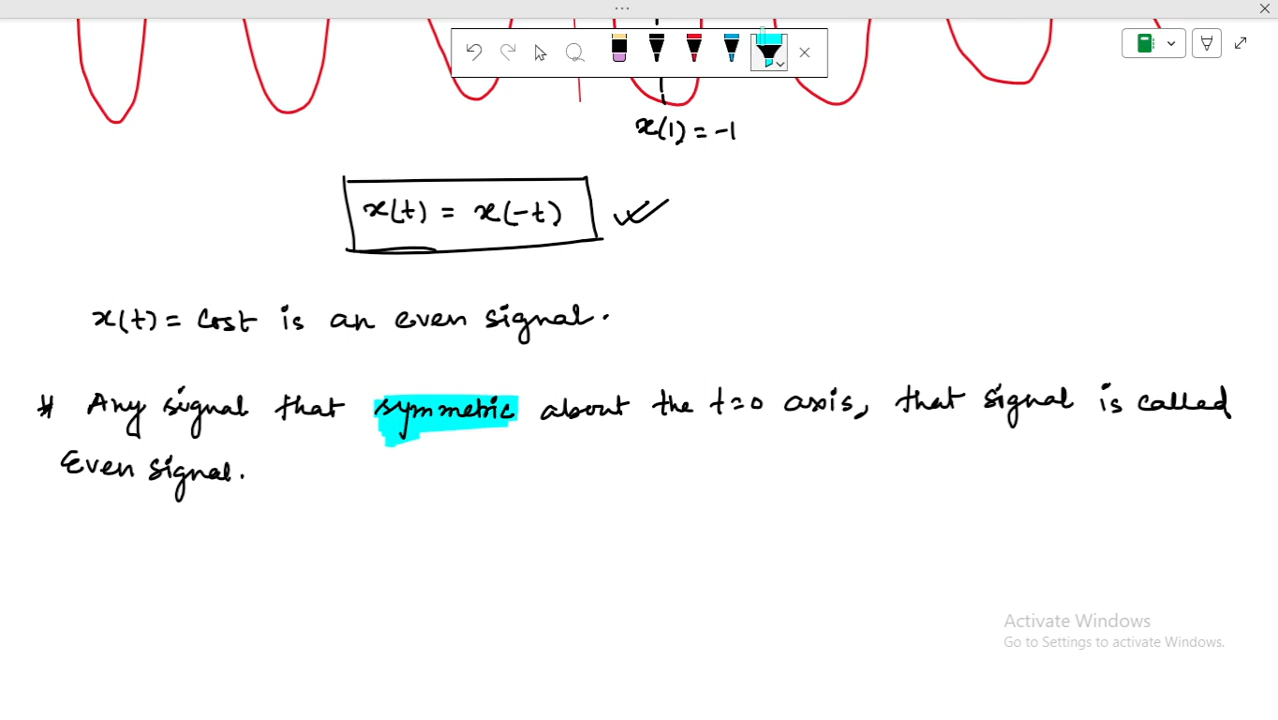 x(1) = -1
x(t) = x(-t)
x(t) = cost is an even signal.
* Any signal that symmetric about the t=0 axis, that signal is called
Even signal.
Activate Windows
Go to Settings to activate Windows.